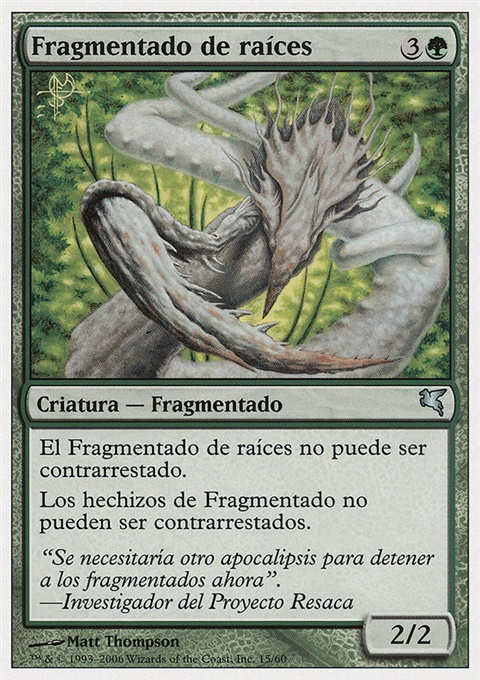 Fragmentado de raíces 3
Criatura — Fragmentado
El Fragmentado de raíces no puede ser
contrarrestado.
Los hechizos de Fragmentado no
pueden ser contrarrestados.
“Se necesitaría otro apocalipsis para detener
a los fragmentados ahora”.
—Investigador del Proyecto Resaca
Matt Thompson
2/2
™ & © 1993–2006 Wizards of the Coast, Inc. 15/60